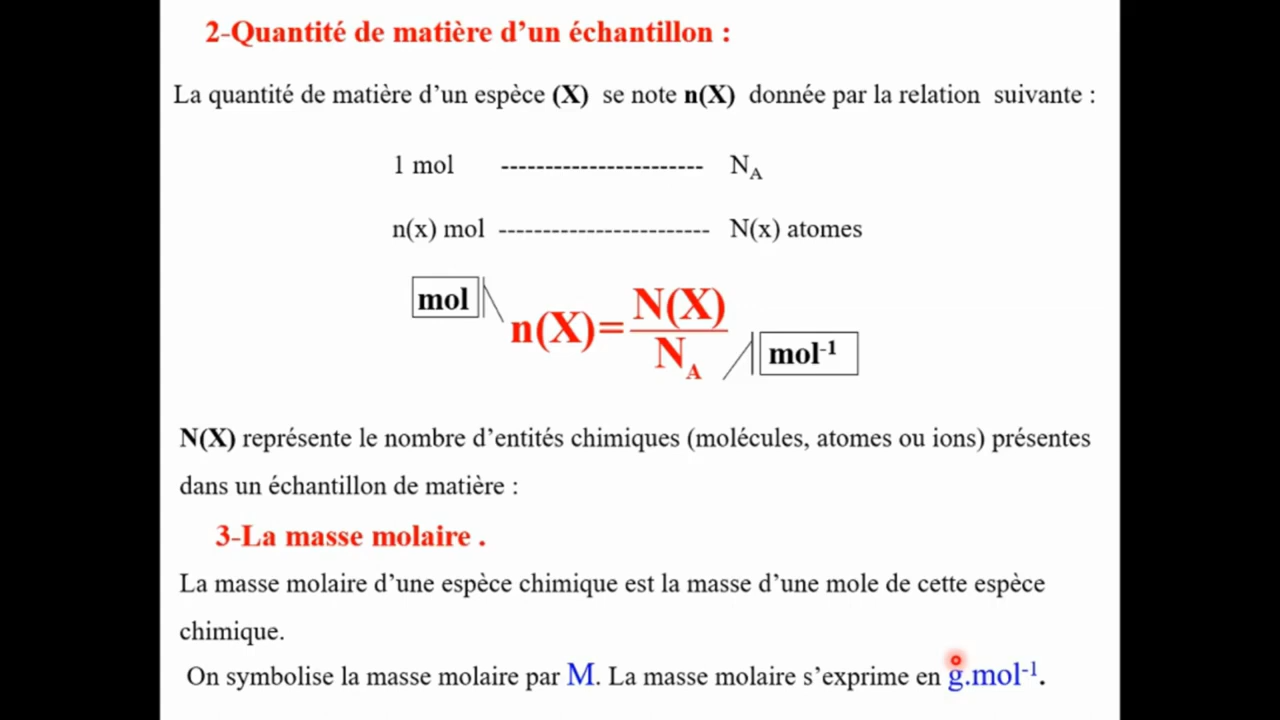 2-Quantité de matière d’un échantillon :
La quantité de matière d’un espèce (X) se note n(X) donnée par la relation suivante :
1 mol ----------------------- N_A
n(x) mol ------------------------ N(x) atomes
mol
n(X)=N(X)/N_A
mol⁻¹
N(X) représente le nombre d’entités chimiques (molécules, atomes ou ions) présentes
dans un échantillon de matière :
3-La masse molaire .
La masse molaire d’une espèce chimique est la masse d’une mole de cette espèce
chimique.
On symbolise la masse molaire par M. La masse molaire s’exprime en g.mol⁻¹.